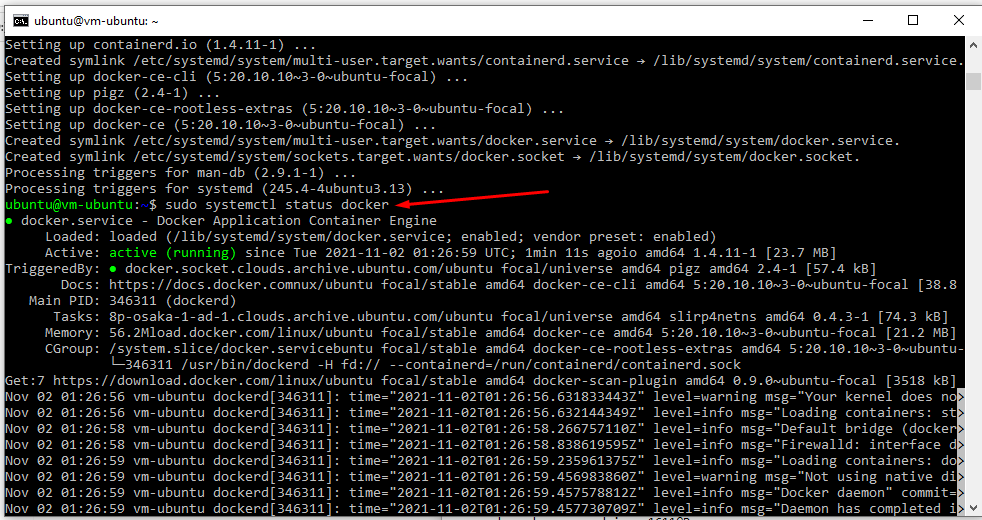 ubuntu@vm-ubuntu: ~
Setting up containerd.io (1.4.11-1) ...
Created symlink /etc/systemd/system/multi-user.target.wants/containerd.service → /lib/systemd/system/containerd.service.
Setting up docker-ce-cli (5:20.10.10~3-0~ubuntu-focal) ...
Setting up pigz (2.4-1) ...
Setting up docker-ce-rootless-extras (5:20.10.10~3-0~ubuntu-focal) ...
Setting up docker-ce (5:20.10.10~3-0~ubuntu-focal) ...
Created symlink /etc/systemd/system/multi-user.target.wants/docker.service → /lib/systemd/system/docker.service.
Created symlink /etc/systemd/system/sockets.target.wants/docker.socket → /lib/systemd/system/docker.socket.
Processing triggers for man-db (2.9.1-1) ...
Processing triggers for systemd (245.4-4ubuntu3.13) ...
ubuntu@vm-ubuntu:~$ sudo systemctl status docker
● docker.service - Docker Application Container Engine
Loaded: loaded (/lib/systemd/system/docker.service; enabled; vendor preset: enabled)
Active: active (running) since Tue 2021-11-02 01:26:59 UTC; 1min 11s agoio amd64 1.4.11-1 [23.7 MB]
TriggeredBy: ● docker.socket.clouds.archive.ubuntu.com/ubuntu focal/universe amd64 pigz amd64 2.4-1 [57.4 kB]
Docs: https://docs.docker.comnux/ubuntu focal/stable amd64 docker-ce-cli amd64 5:20.10.10~3-0~ubuntu-focal [38.8
Main PID: 346311 (dockerd)
Tasks: 8p-osaka-1-ad-1.clouds.archive.ubuntu.com/ubuntu focal/universe amd64 slirp4netns amd64 0.4.3-1 [74.3 kB]
Memory: 56.2Mload.docker.com/linux/ubuntu focal/stable amd64 docker-ce amd64 5:20.10.10~3-0~ubuntu-focal [21.2 MB]
CGroup: /system.slice/docker.servicebuntu focal/stable amd64 docker-ce-rootless-extras amd64 5:20.10.10~3-0~ubuntu-
└─346311 /usr/bin/dockerd -H fd:// --containerd=/run/containerd/containerd.sock
Get:7 https://download.docker.com/linux/ubuntu focal/stable amd64 docker-scan-plugin amd64 0.9.0~ubuntu-focal [3518 kB]
Nov 02 01:26:56 vm-ubuntu dockerd[346311]: time="2021-11-02T01:26:56.631833443Z" level=warning msg="Your kernel does no>
Nov 02 01:26:56 vm-ubuntu dockerd[346311]: time="2021-11-02T01:26:56.632144349Z" level=info msg="Loading containers: st>
Nov 02 01:26:58 vm-ubuntu dockerd[346311]: time="2021-11-02T01:26:58.266757110Z" level=info msg="Default bridge (docker>
Nov 02 01:26:58 vm-ubuntu dockerd[346311]: time="2021-11-02T01:26:58.838619595Z" level=info msg="Firewalld: interface d>
Nov 02 01:26:59 vm-ubuntu dockerd[346311]: time="2021-11-02T01:26:59.235961375Z" level=info msg="Loading containers: do>
Nov 02 01:26:59 vm-ubuntu dockerd[346311]: time="2021-11-02T01:26:59.456983860Z" level=warning msg="Not using native di>
Nov 02 01:26:59 vm-ubuntu dockerd[346311]: time="2021-11-02T01:26:59.457578812Z" level=info msg="Docker daemon" commit=>
Nov 02 01:26:59 vm-ubuntu dockerd[346311]: time="2021-11-02T01:26:59.457730709Z" level=info msg="Daemon has completed i>